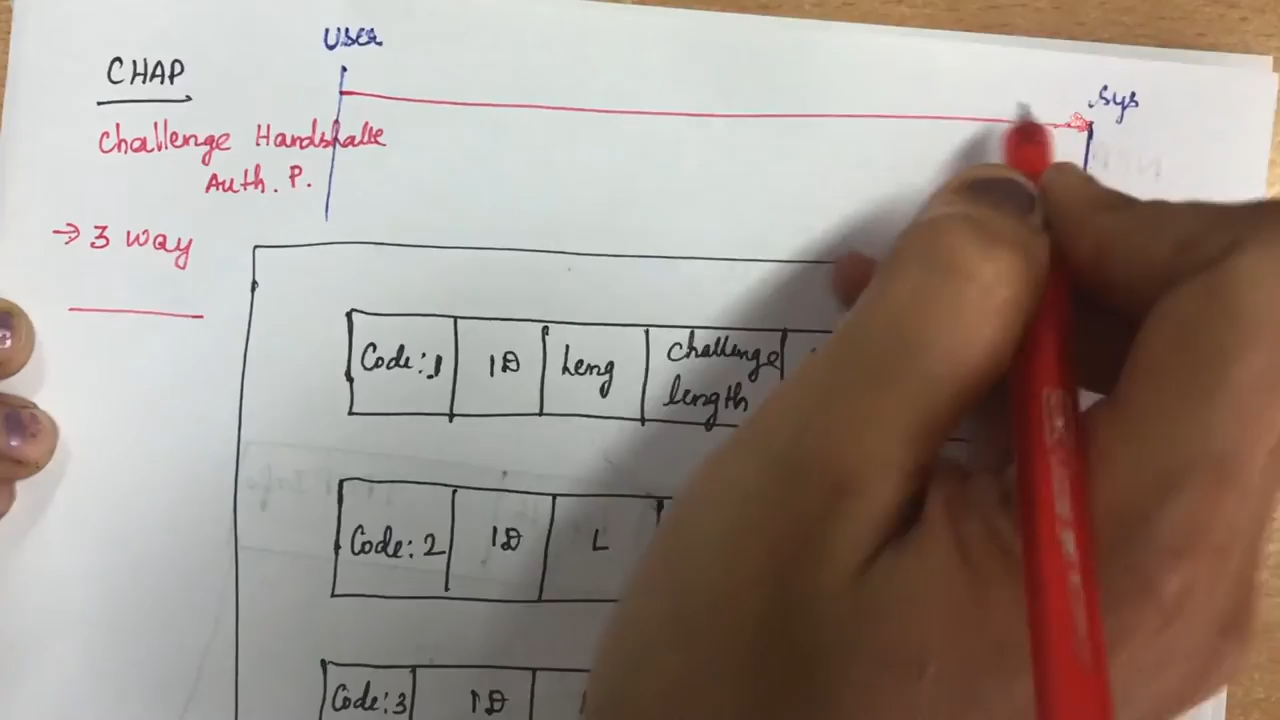 User
CHAP
Sys
Challenge Handshake
Auth. P.
→ 3 way
Code:1 ID Leng Challenge length
Code: 2 ID L
Code:3 ID